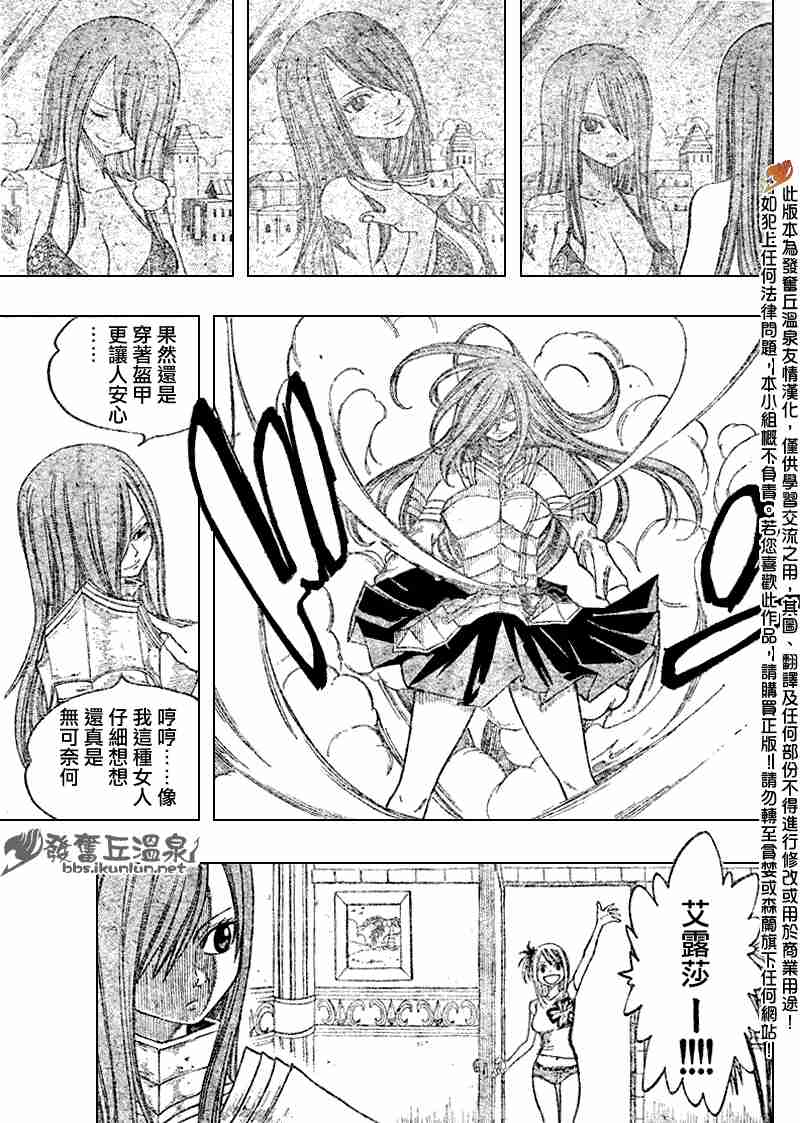 果然還是
穿著盔甲
更讓人安心
……
哼哼……像
我這種女人
仔細想想
還真是
無可奈何
艾露莎
ー!!!!
發奮丘溫泉
bbs.ikunlun.net
此版本為發奮丘溫泉友情漢化，僅供學習交流之用，其圖、翻譯及任何部份不得進行修改或用於商業用途！
如犯上任何法律問題，本小組概不負責。若您喜歡此作品，請購買正版!!請勿轉至貪婪或森蘭旗下任何網站！